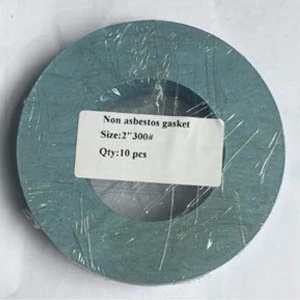 Non asbestos gasket
Size:2"300#
Qty:10 pcs